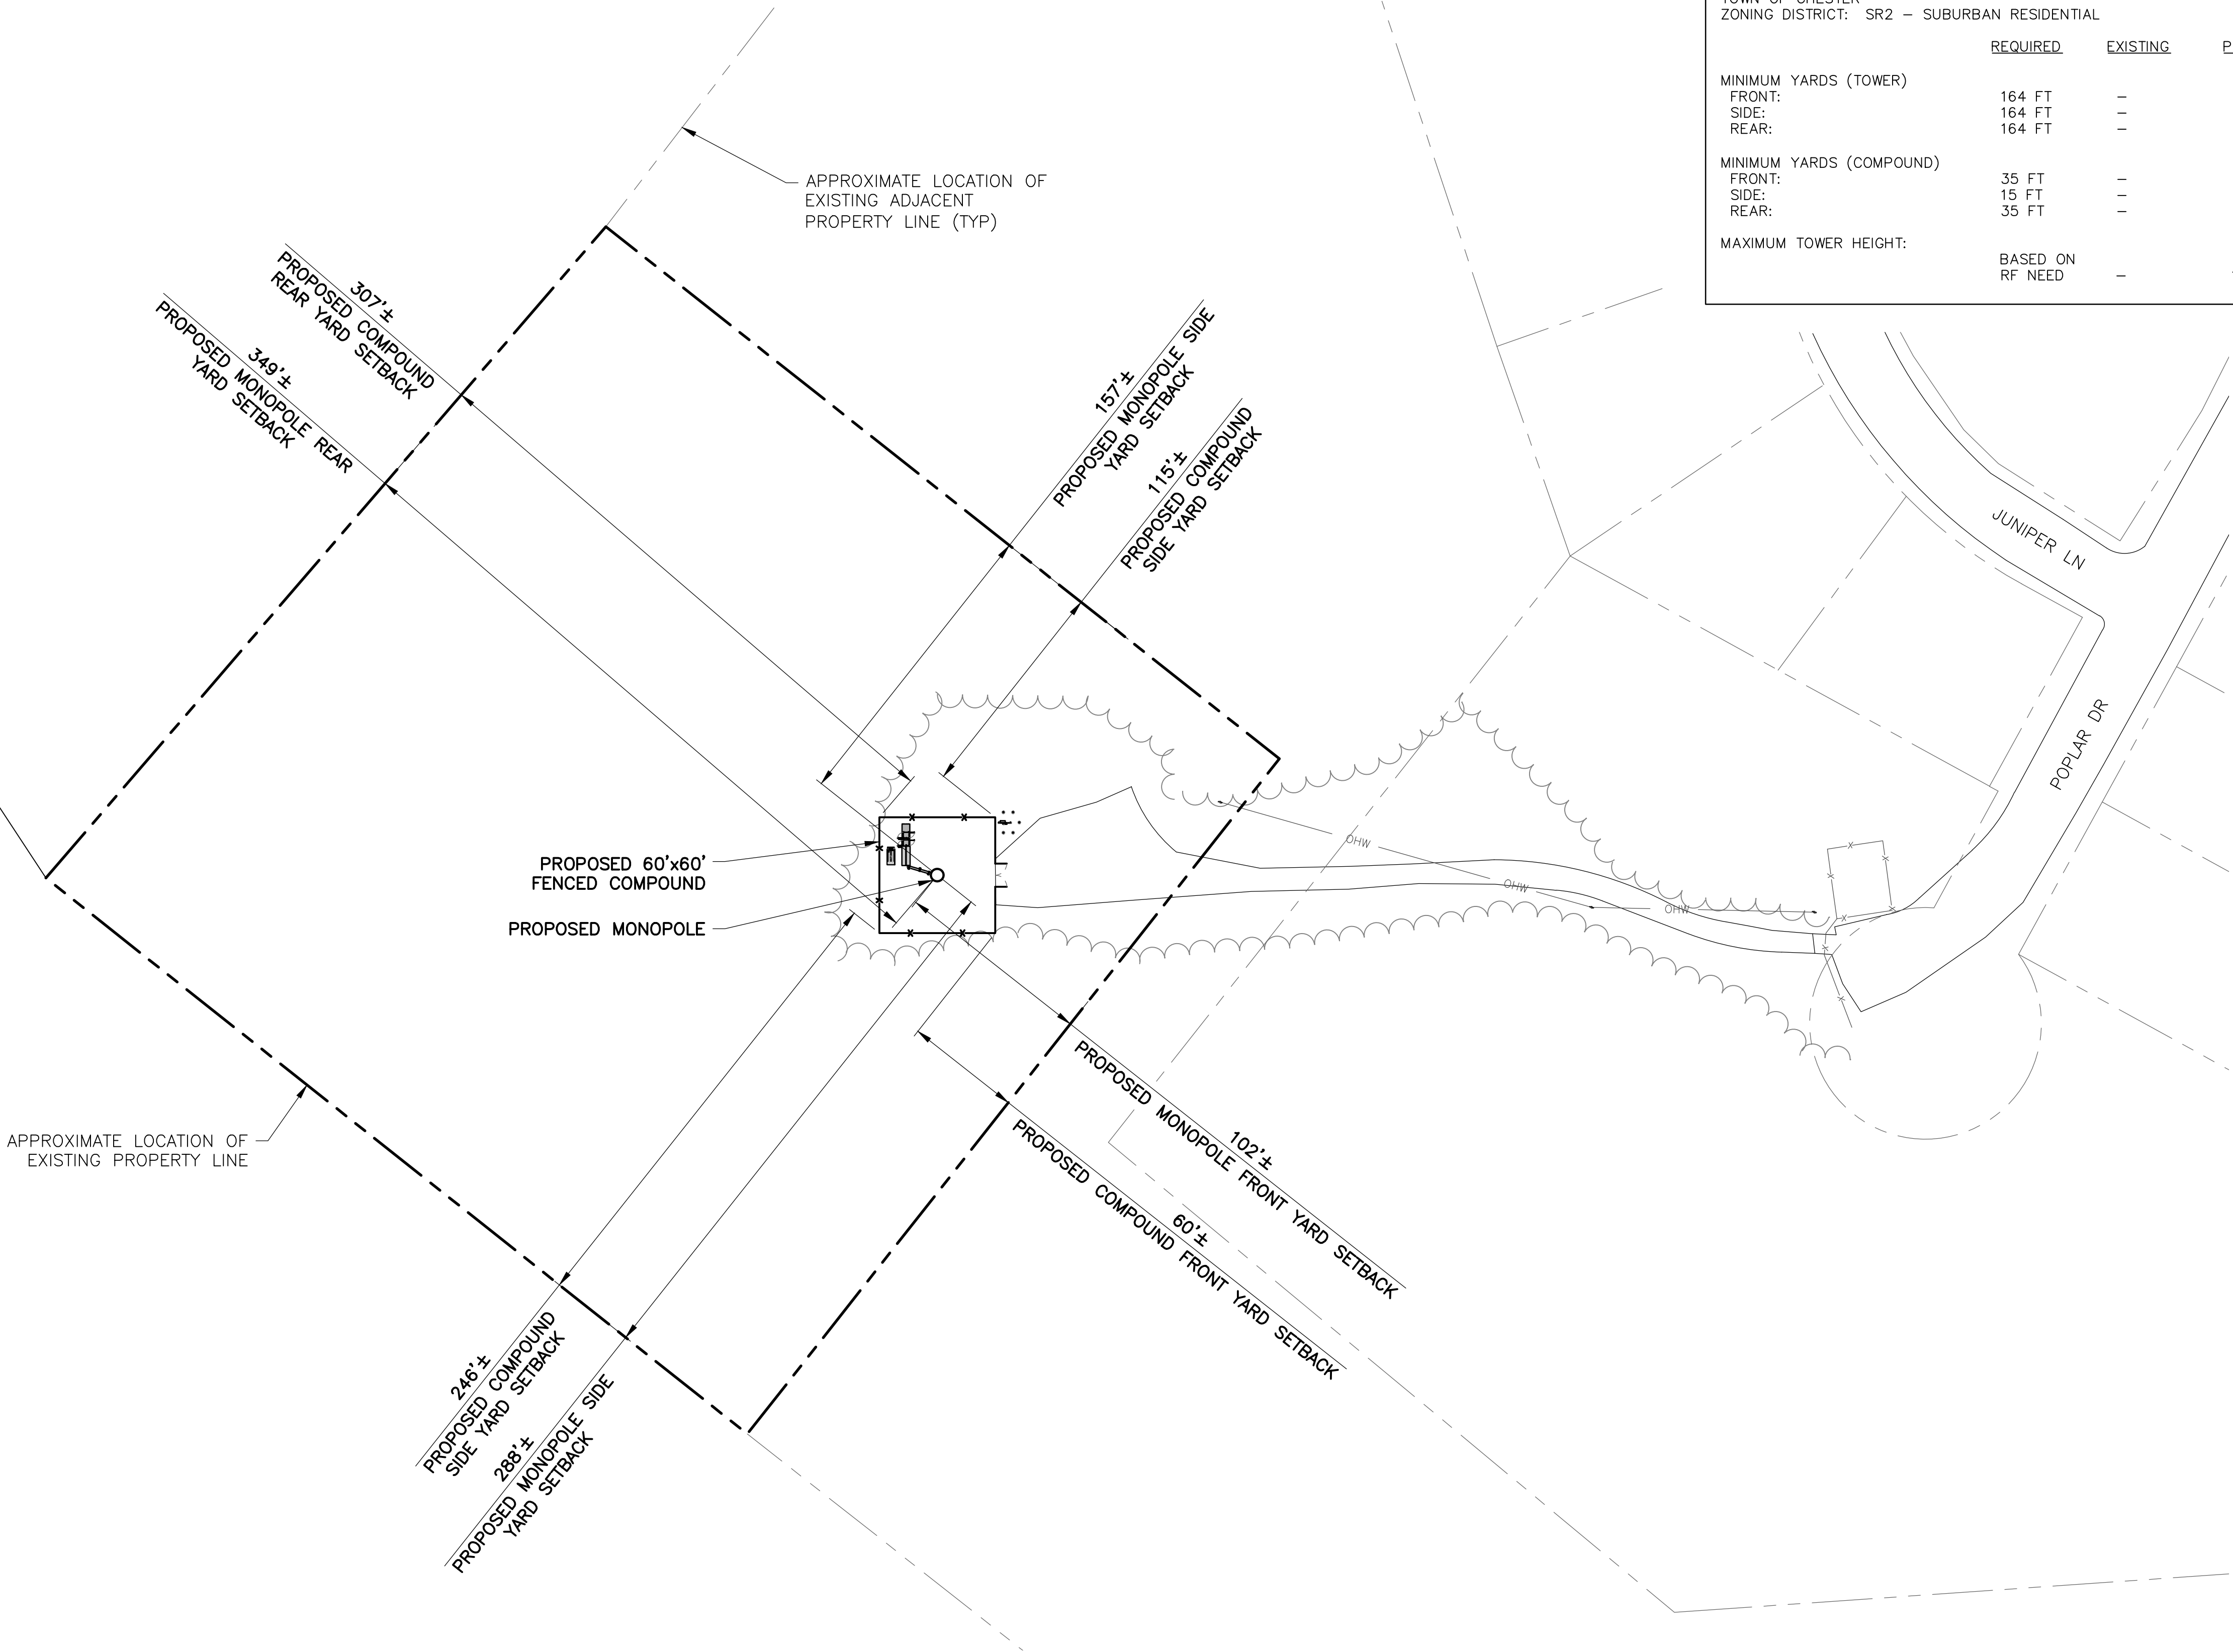 ZONING DISTRICT: SR2 – SUBURBAN RESIDENTIAL
REQUIRED EXISTING
MINIMUM YARDS (TOWER)
FRONT: 164 FT –
SIDE: 164 FT –
REAR: 164 FT –
MINIMUM YARDS (COMPOUND)
FRONT: 35 FT –
SIDE: 15 FT –
REAR: 35 FT –
MAXIMUM TOWER HEIGHT:
BASED ON
RF NEED –
APPROXIMATE LOCATION OF
EXISTING ADJACENT
PROPERTY LINE (TYP)
307'±
PROPOSED COMPOUND
REAR YARD SETBACK
349'±
PROPOSED MONOPOLE REAR
YARD SETBACK
157'±
PROPOSED MONOPOLE SIDE
YARD SETBACK
115'±
PROPOSED COMPOUND
SIDE YARD SETBACK
JUNIPER LN
POPLAR DR
OHW
OHW
OHW
X
X
X
X
X
X
X
PROPOSED 60'x60'
FENCED COMPOUND
PROPOSED MONOPOLE
102'±
PROPOSED MONOPOLE FRONT YARD SETBACK
60'±
PROPOSED COMPOUND FRONT YARD SETBACK
APPROXIMATE LOCATION OF
EXISTING PROPERTY LINE
246'±
PROPOSED COMPOUND
SIDE YARD SETBACK
288'±
PROPOSED MONOPOLE SIDE
YARD SETBACK